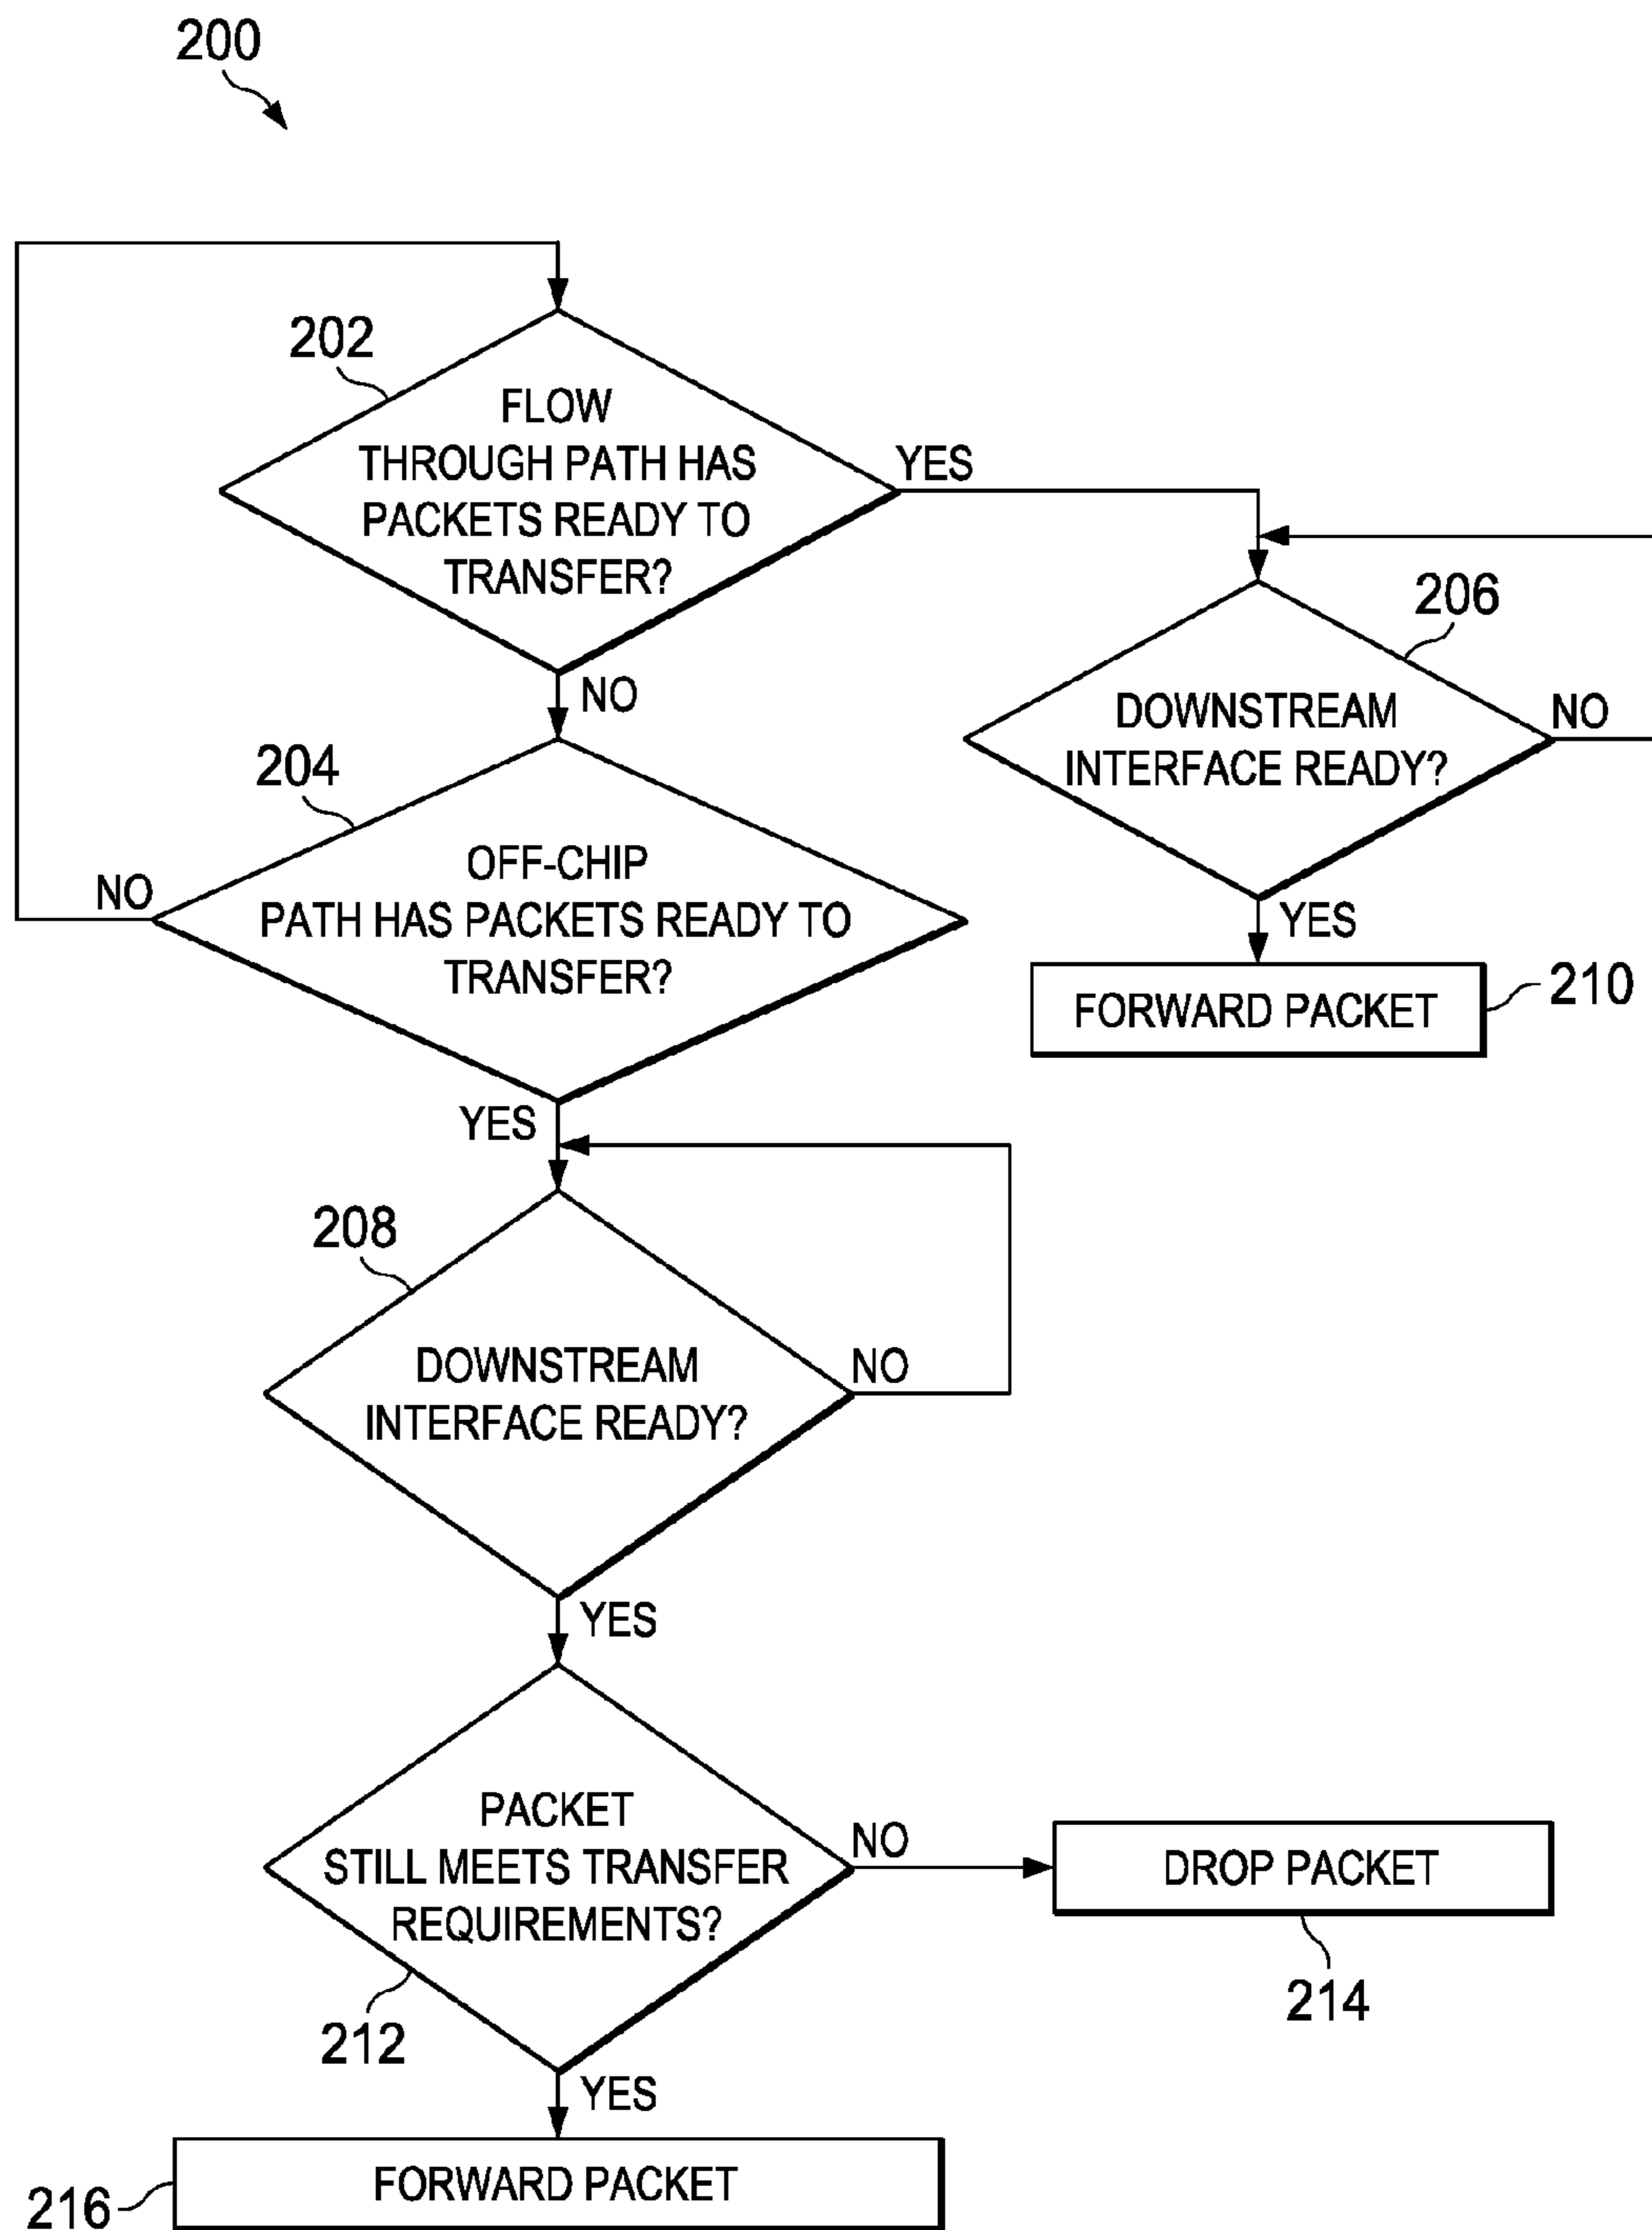 200
202
FLOW
THROUGH PATH HAS
PACKETS READY TO
TRANSFER?
YES
NO
206
DOWNSTREAM
INTERFACE READY?
NO
YES
FORWARD PACKET
210
204
OFF-CHIP
PATH HAS PACKETS READY TO
TRANSFER?
NO
YES
208
DOWNSTREAM
INTERFACE READY?
NO
YES
PACKET
STILL MEETS TRANSFER
REQUIREMENTS?
212
NO
DROP PACKET
214
YES
FORWARD PACKET
216